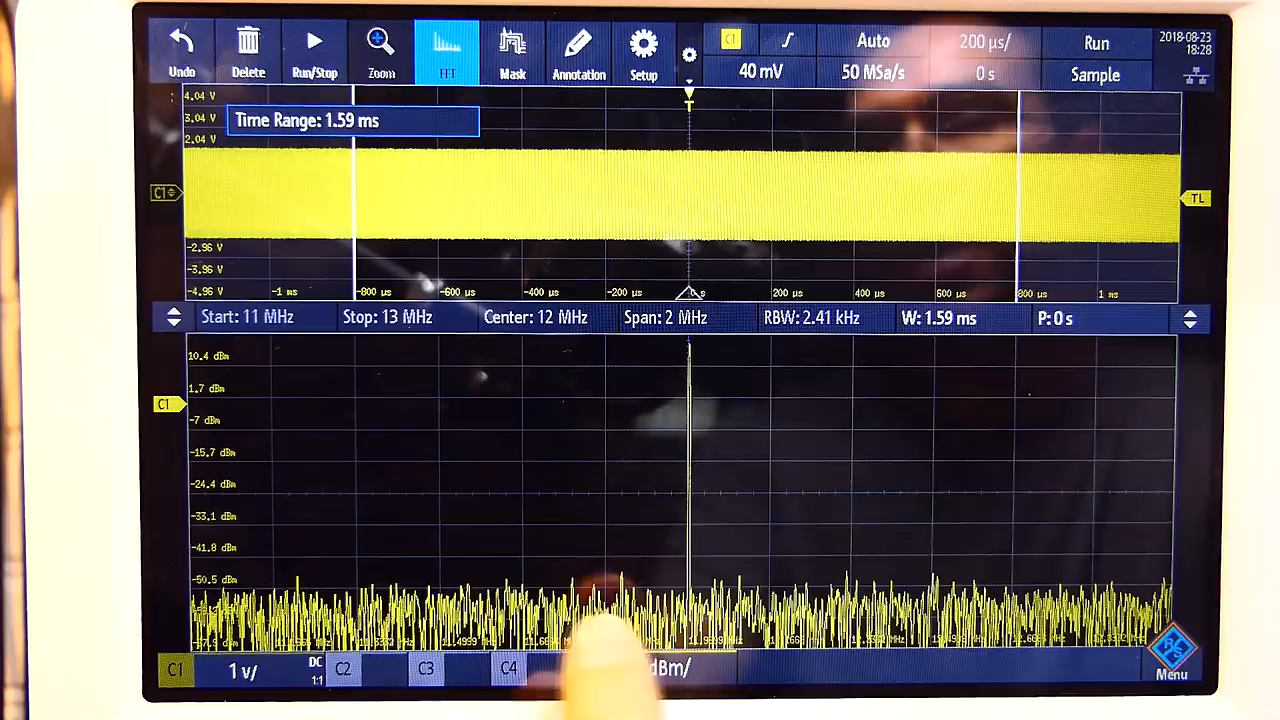 Undo Delete Run/Stop Zoom FFT Mask Annotation Setup
C1 Auto 200 µs/ Run 2018-08-23
18:28
40 mV 50 MSa/s 0 s Sample
4.04 V
T
Time Range: 1.59 ms
3.04 V
2.04 V
C1
TL
-2.96 V
-3.96 V
-4.96 V
-1 ms -800 µs -600 µs -400 µs -200 µs 0 s 200 µs 400 µs 600 µs 800 µs 1 ms
Start: 11 MHz Stop: 13 MHz Center: 12 MHz Span: 2 MHz RBW: 2.41 kHz W: 1.59 ms P: 0 s
10.4 dBm
1.7 dBm
C1
-7 dBm
-15.7 dBm
-24.4 dBm
-33.1 dBm
-41.8 dBm
-50.5 dBm
C1 1 V/ DC
1:1
C2 C3 C4 dBm/
R&S
Menu